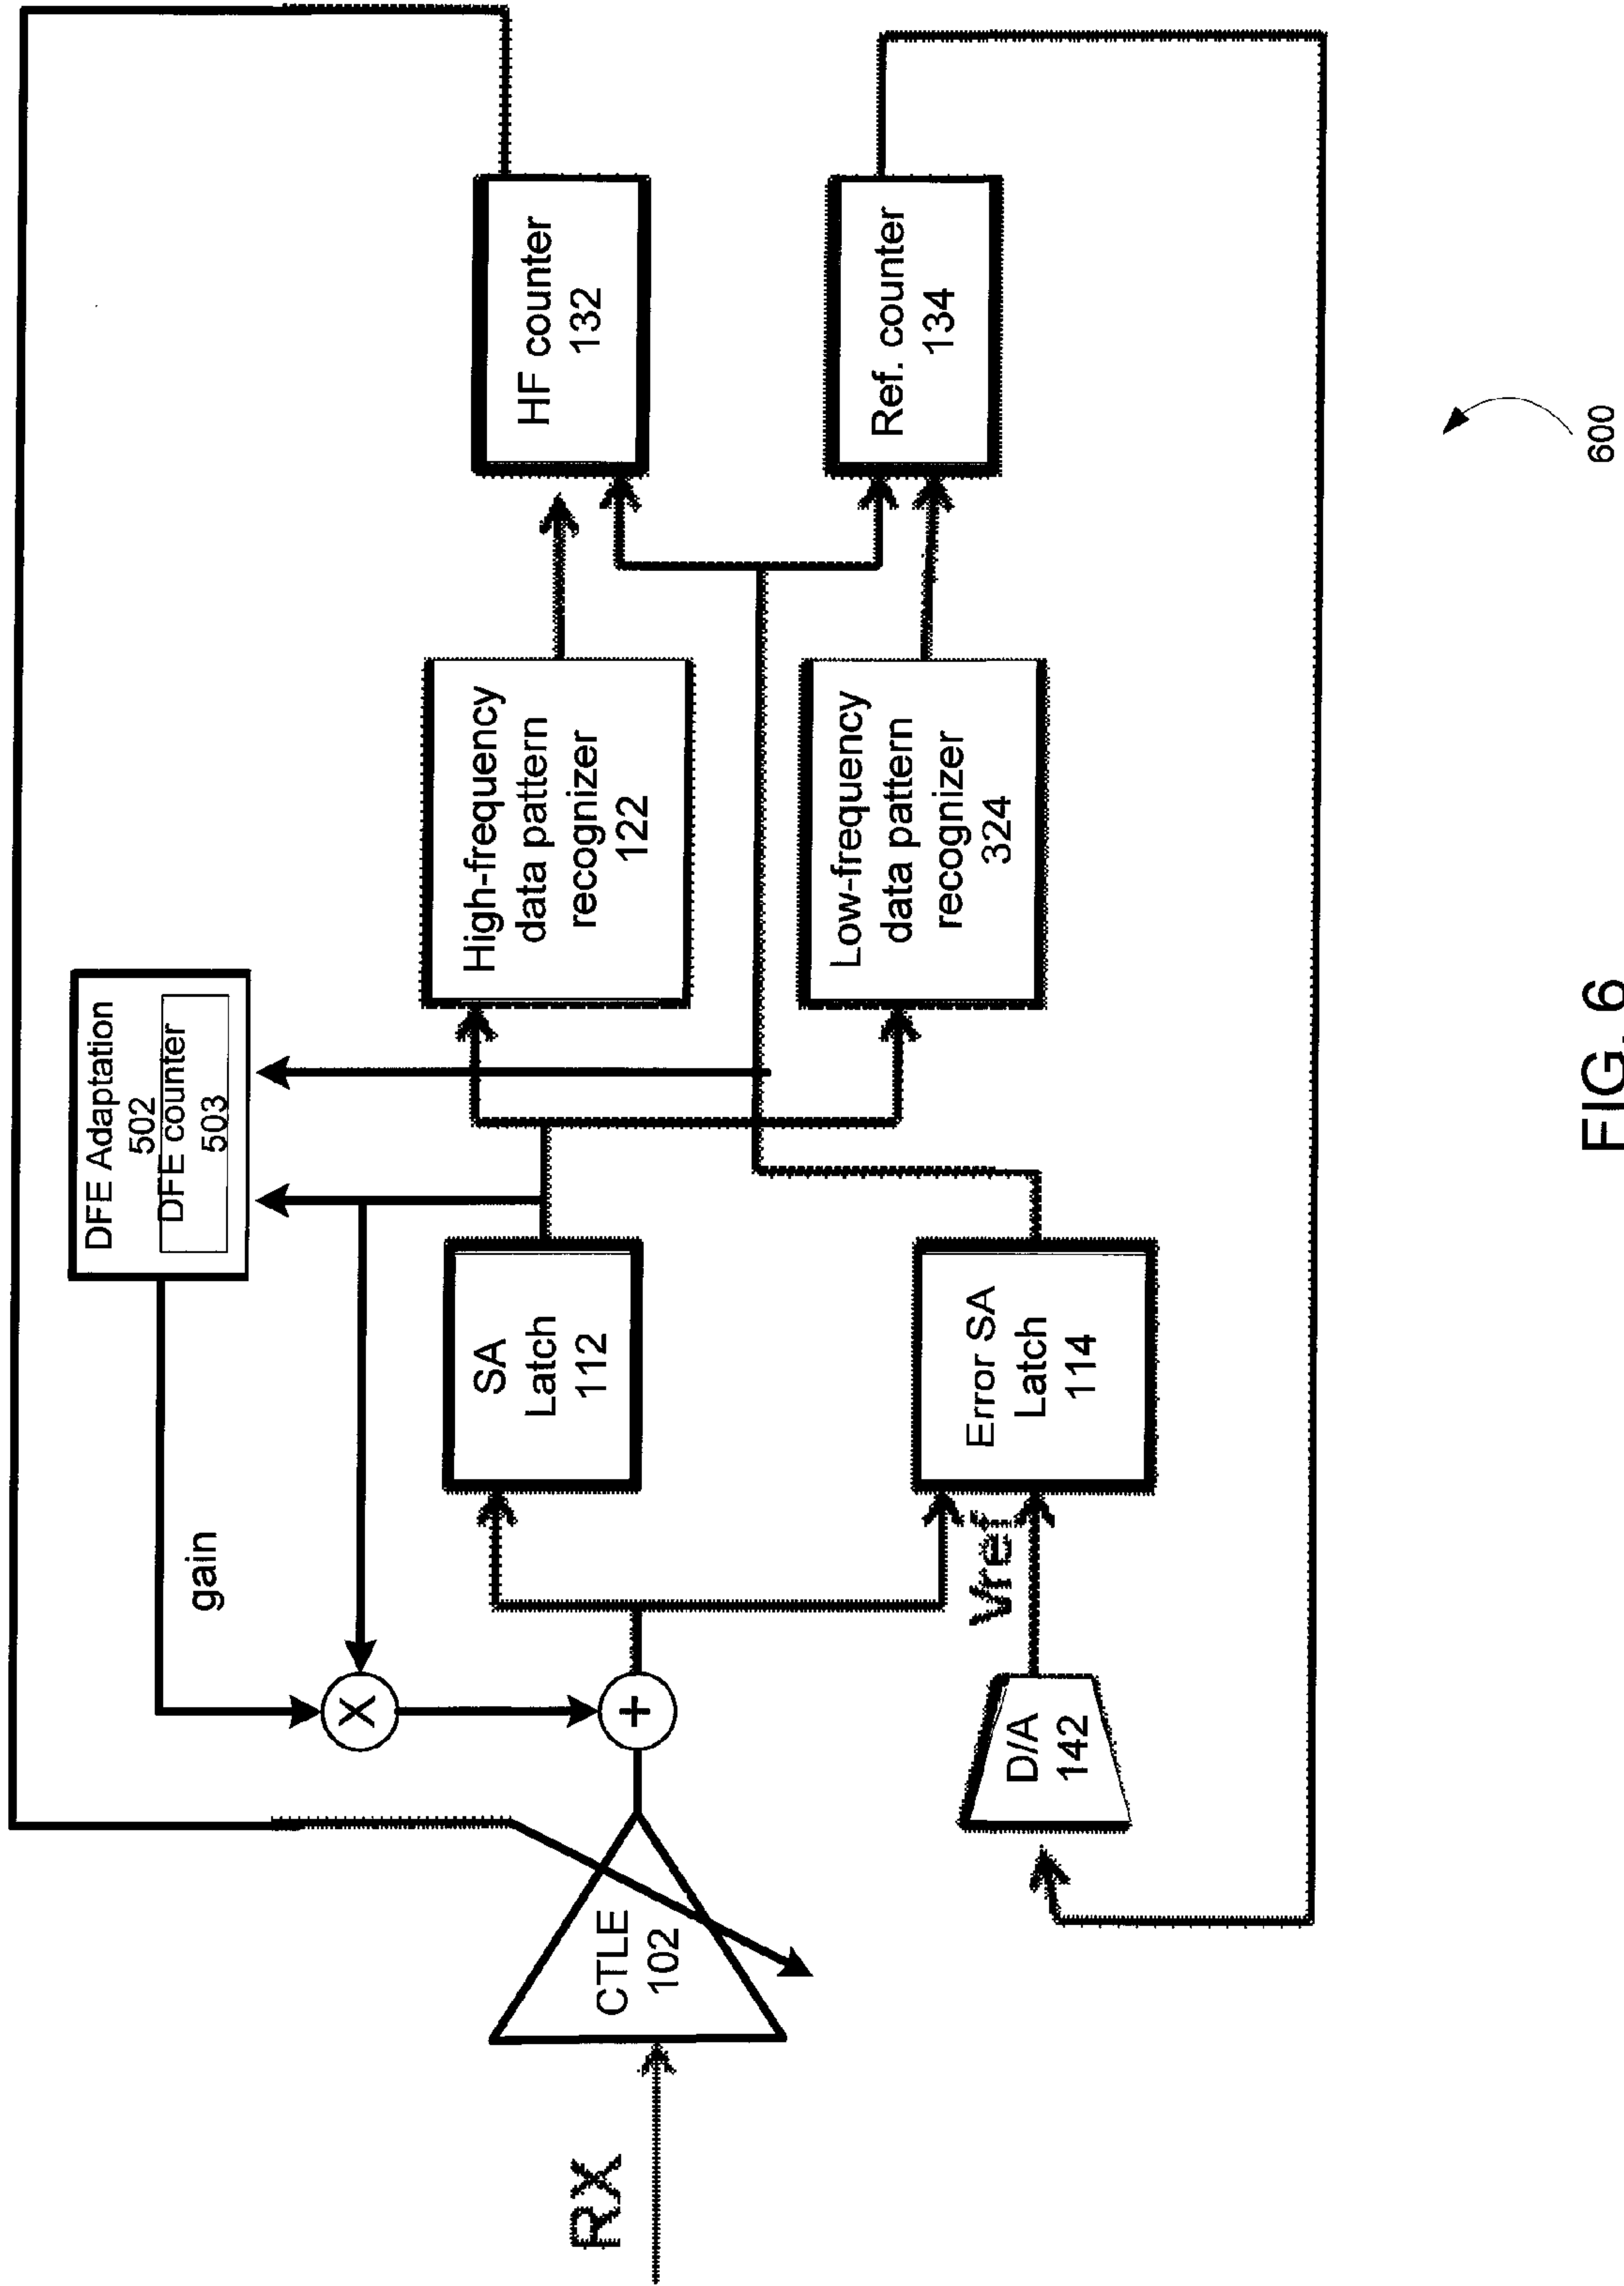 RX
CTLE
102
X
+
gain
DFE Adaptation
502
DFE counter
503
SA
Latch
112
Error SA
Latch
114
Vref
D/A
142
High-frequency
data pattern
recognizer
122
Low-frequency
data pattern
recognizer
324
HF counter
132
Ref. counter
134
600
FIG. 6